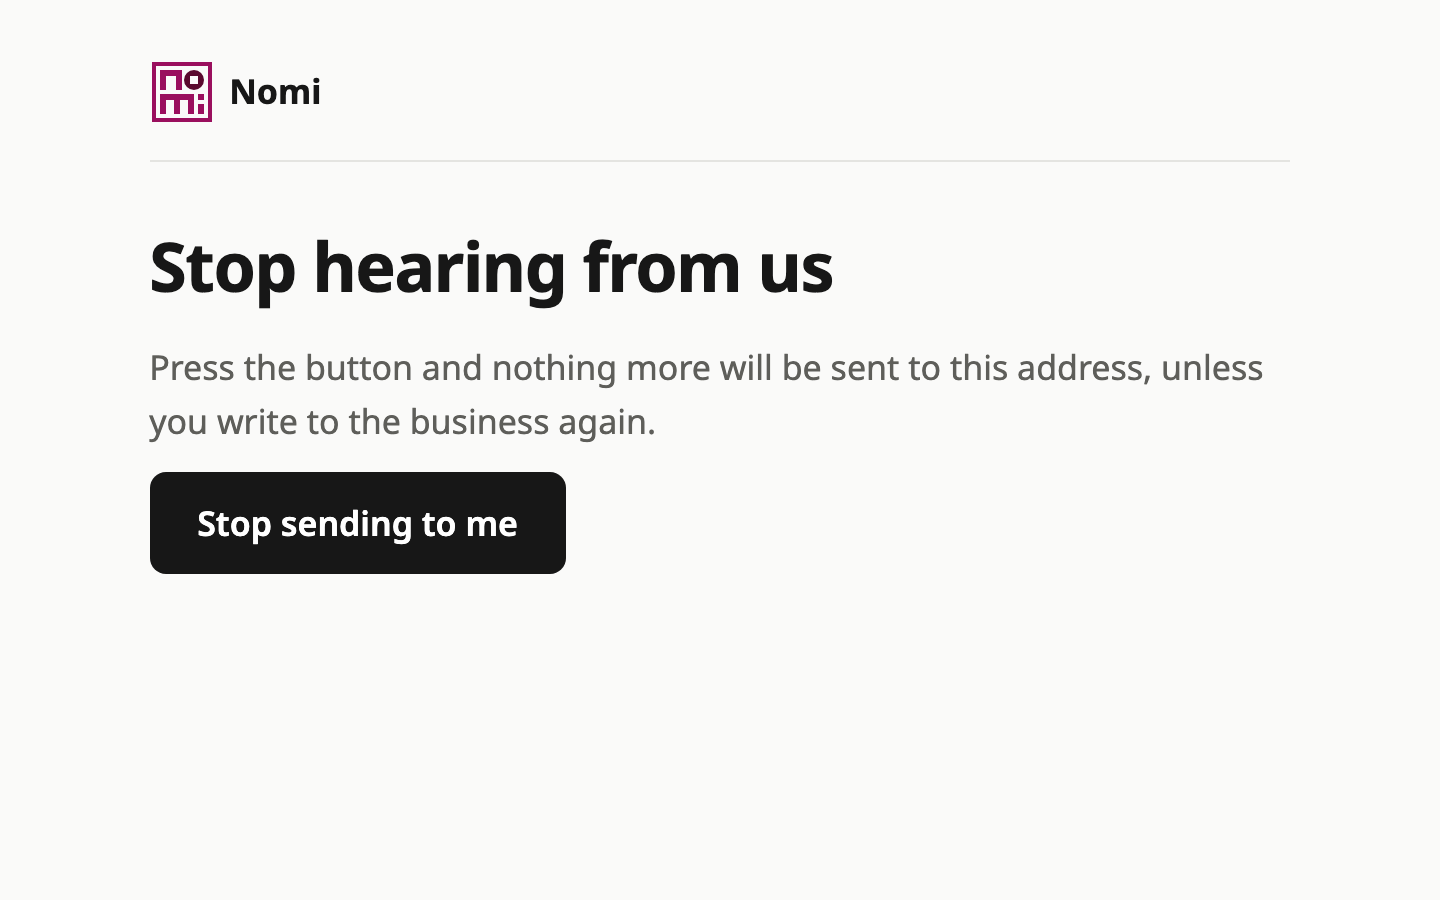 nomi
Nomi
Stop hearing from us
Press the button and nothing more will be sent to this address, unless
you write to the business again.
Stop sending to me